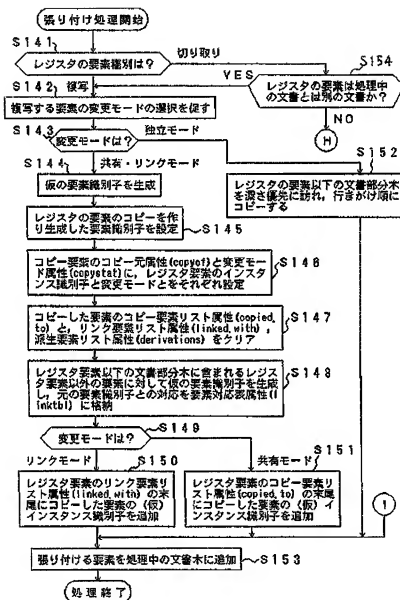 張り付け処理開始
S141
レジスタの要素識別は?
切り取り
S154
レジスタの要素は処理中
の文書とは別の文書か?
YES
NO
H
S142
複写
複写する要素の変更モードの選択を促す
S143
変更モードは?
独立モード
S152
レジスタの要素以下の文書部分木
を深さ優先に訪れ,行きがけ順に
コピーする
S144
共有・リンクモード
仮の要素識別子を生成
レジスタの要素のコピーを作
り生成した要素識別子を設定
S145
コピー要素のコピー元属性(copyof)と変更モー
ド属性(copystat)に,レジスタ要素のインス
タンス識別子と変更モードとをそれぞれ設定
S146
コピーした要素のコピー要素リスト属性(copied_
to)と,リンク要素リスト属性(linked_with),
派生要素リスト属性(derivations)をクリア
S147
レジスタ要素以下の文書部分木に含まれるレジス
タ要素以外の要素に対して仮の要素識別子を生成
し,元の要素識別子との対応を要素対応表属性(l
inktbl)に格納
S148
変更モードは?
S149
リンクモード
S150
レジスタ要素のリンク要素リ
スト属性(linked_with)の末
尾にコピーした要素の(仮)
インスタンス識別子を追加
共有モード
S151
レジスタ要素のコピー要素リ
スト属性(copied_to)の末尾
にコピーした要素の(仮)イ
ンスタンス識別子を追加
張り付ける要素を処理中の文書木に追加
S153
処理終了